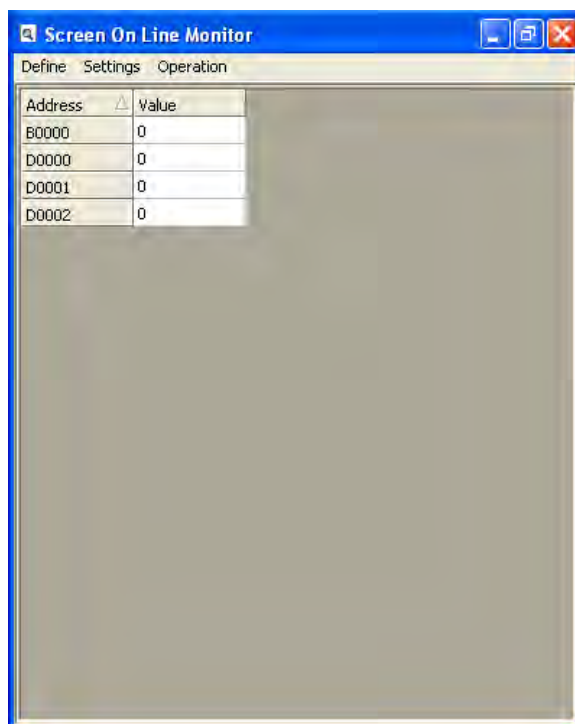 Screen On Line Monitor
Define Settings Operation
Address Value
B0000 0
D0000 0
D0001 0
D0002 0